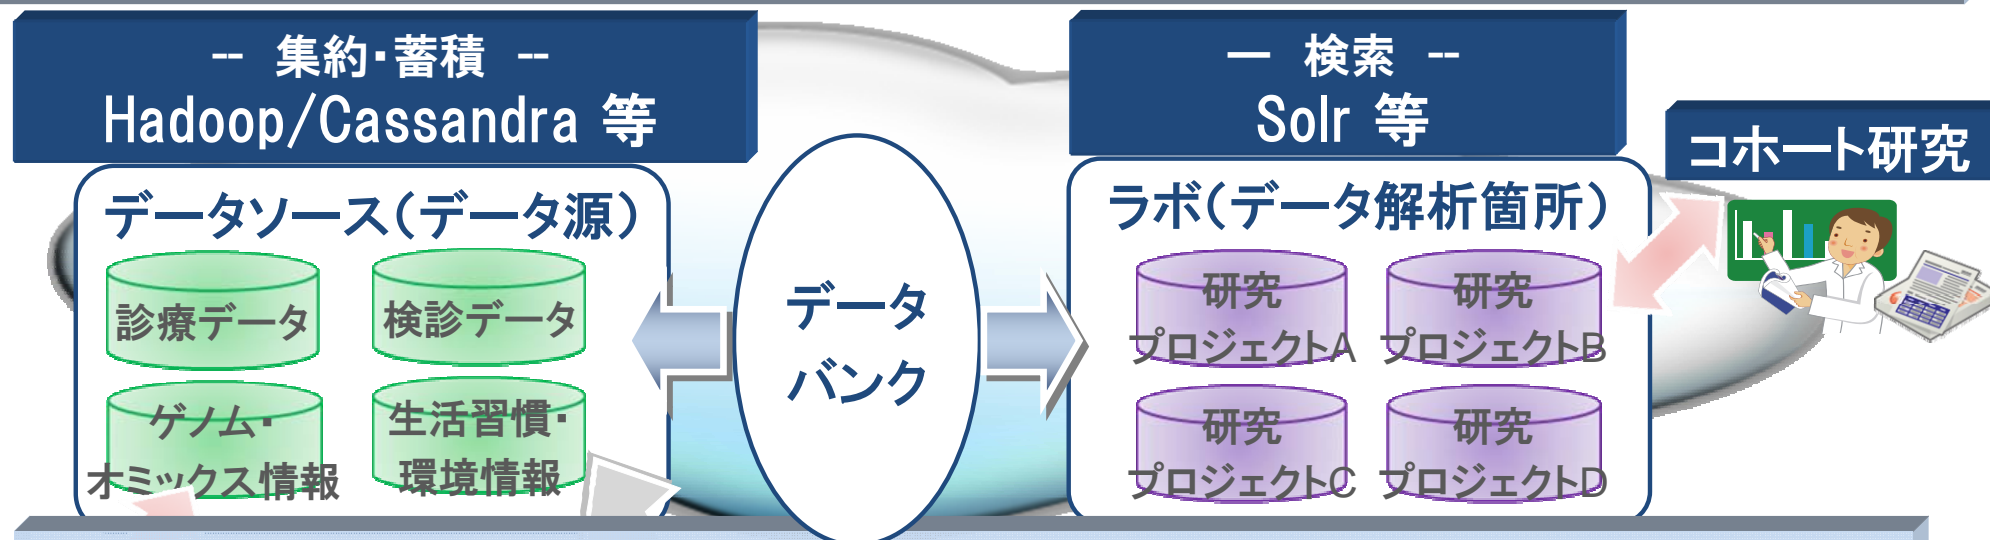 -- 集約・蓄積 --
Hadoop/Cassandra 等
データソース(データ源)
診療データ
検診データ
ゲノム・
オミックス情報
生活習慣・
環境情報
データ
バンク
― 検索 --
Solr 等
ラボ(データ解析箇所)
研究
プロジェクトA
研究
プロジェクトB
研究
プロジェクトC
研究
プロジェクトD
コホート研究